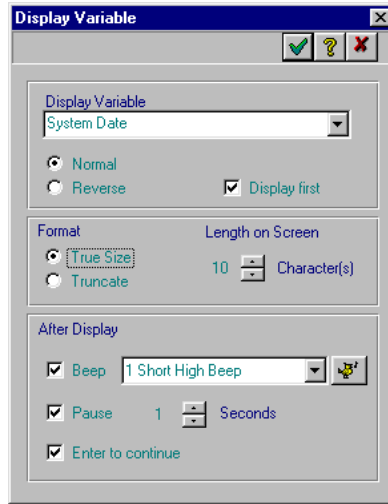 Display Variable
Display Variable
System Date
Normal
Reverse
Display first
Format
Length on Screen
True Size
10 Character(s)
Truncate
After Display
Beep 1 Short High Beep
Pause 1 Seconds
Enter to continue